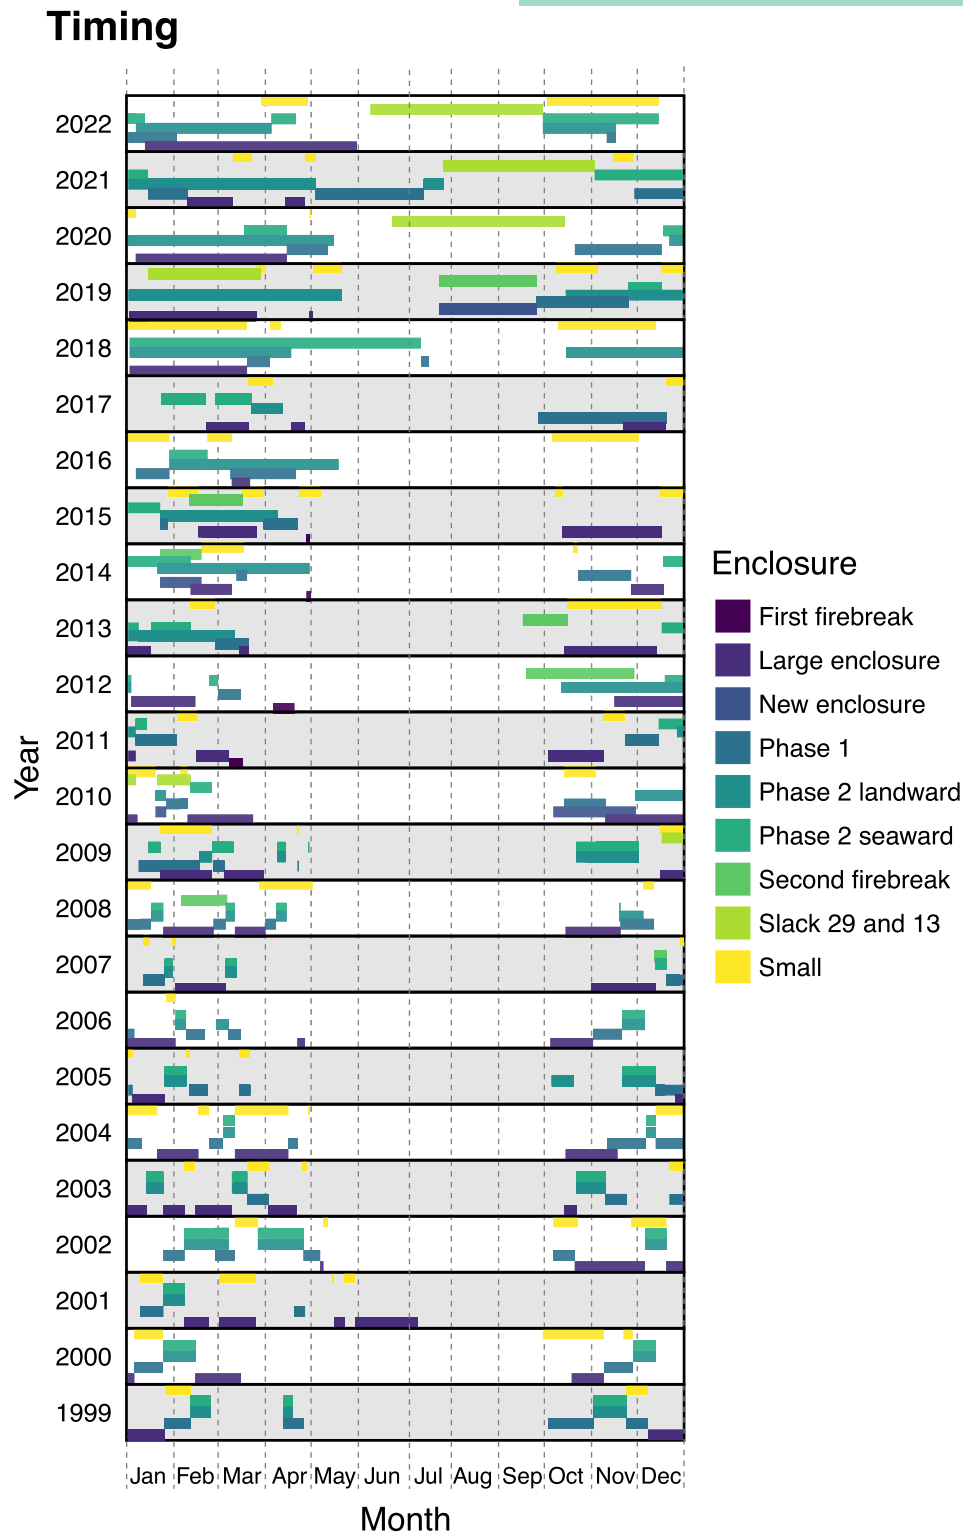 Timing
2022
2021
2020
2019
2018
2017
2016
2015
2014
2013
2012
2011
2010
2009
2008
2007
2006
2005
2004
2003
2002
2001
2000
1999
Year
Jan Feb Mar Apr May Jun Jul Aug Sep Oct Nov Dec
Month
Enclosure
First firebreak
Large enclosure
New enclosure
Phase 1
Phase 2 landward
Phase 2 seaward
Second firebreak
Slack 29 and 13
Small